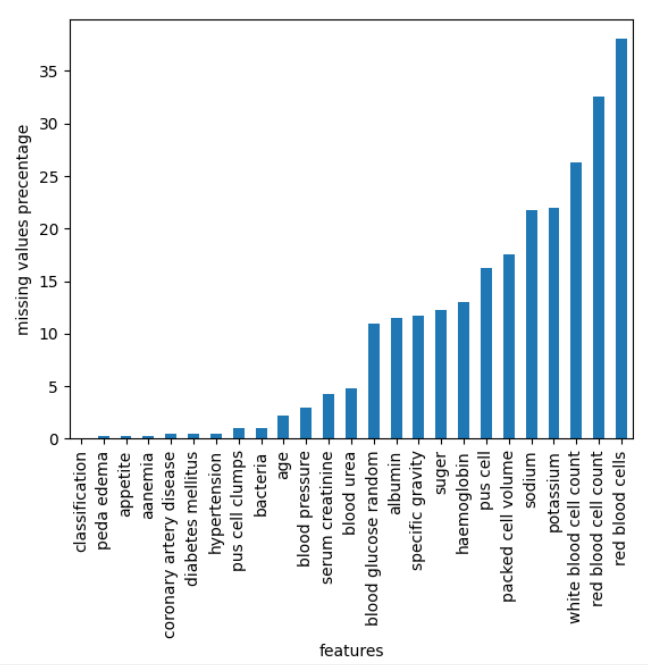 missing values precentage
35
30
25
20
15
10
5
0
classification
peda edema
appetite
aanemia
coronary artery disease
diabetes mellitus
hypertension
pus cell clumps
bacteria
age
blood pressure
serum creatinine
blood urea
blood glucose random
albumin
specific gravity
suger
haemoglobin
pus cell
packed cell volume
sodium
potassium
white blood cell count
red blood cell count
red blood cells
features